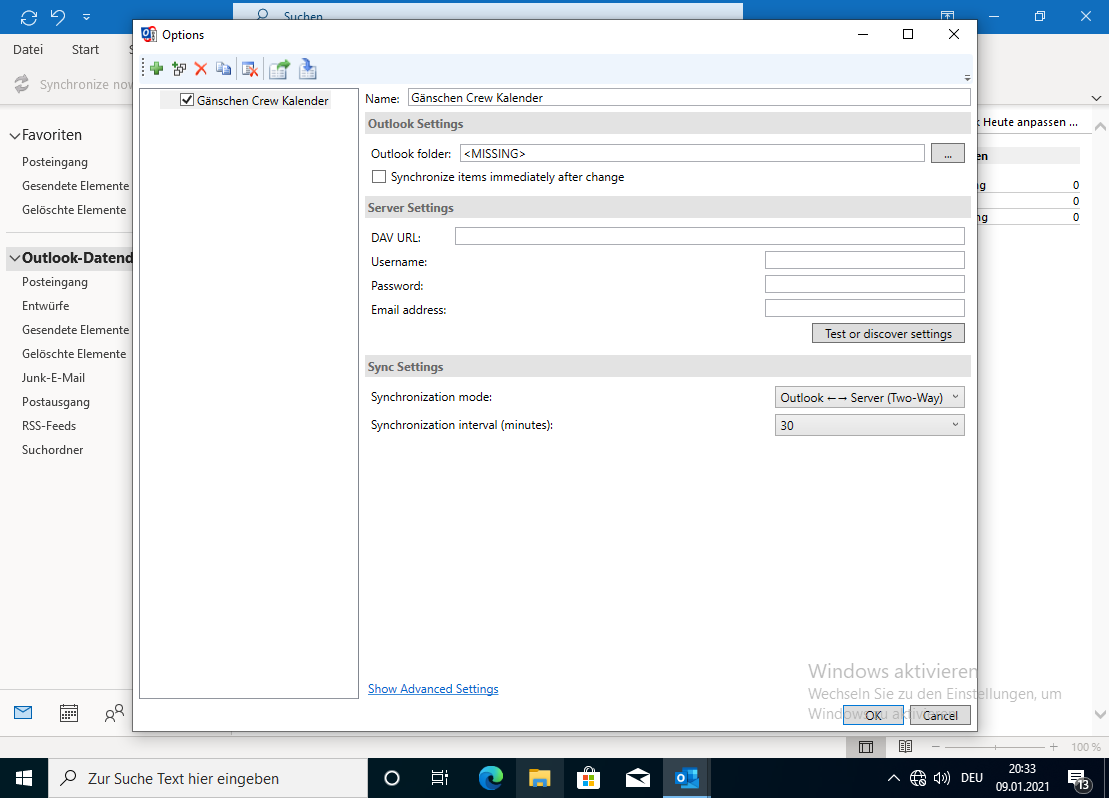 Suchen
Options
Datei
Start
Synchronize now
Gänschen Crew Kalender
Name: Gänschen Crew Kalender
Outlook Settings
Outlook folder: <MISSING> ...
Synchronize items immediately after change
Server Settings
DAV URL:
Username:
Password:
Email address:
Test or discover settings
Sync Settings
Synchronization mode: Outlook ←→ Server (Two-Way)
Synchronization interval (minutes): 30
Show Advanced Settings
OK Cancel
Favoriten
Posteingang
Gesendete Elemente
Gelöschte Elemente
Outlook-Datend
Posteingang
Entwürfe
Gesendete Elemente
Gelöschte Elemente
Junk-E-Mail
Postausgang
RSS-Feeds
Suchordner
Heute anpassen ...
en
ng 0
0
ng 0
Windows aktivieren
Wechseln Sie zu den Einstellungen, um
Windows zu aktivieren.
100 %
Zur Suche Text hier eingeben
DEU
20:33
09.01.2021
13